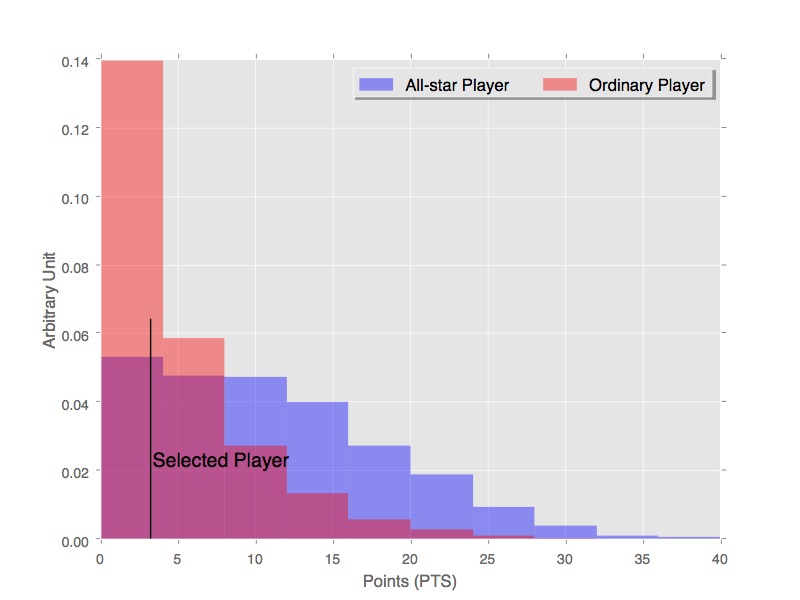 0.14
All-star Player
Ordinary Player
0.12
0.10
0.08
Arbitrary Unit
0.06
0.04
Selected Player
0.02
0.00
0 5 10 15 20 25 30 35 40
Points (PTS)